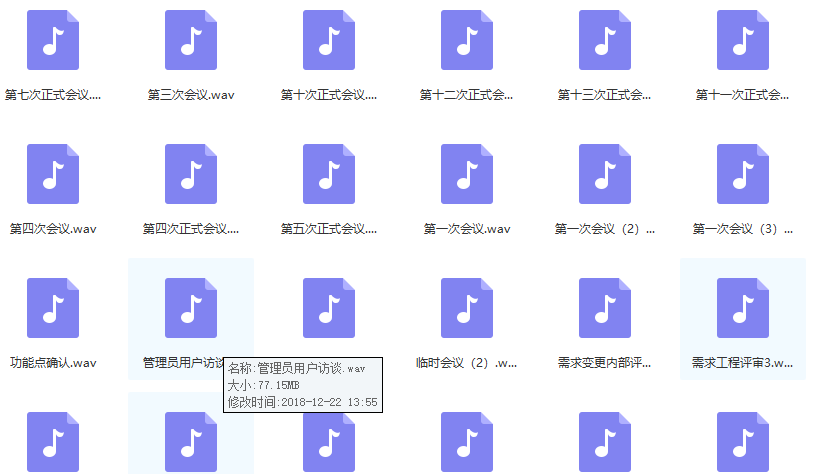 第七次正式会议....
第三次会议.wav
第十次正式会议....
第十二次正式会...
第十三次正式会...
第十一次正式会...
第四次会议.wav
第四次正式会议....
第五次正式会议....
第一次会议.wav
第一次会议（2）...
第一次会议（3）...
功能点确认.wav
管理员用户访谈
临时会议（2）.w...
需求变更内部评...
需求工程评审3.w...
名称:管理员用户访谈.wav
大小:77.15MB
修改时间:2018-12-22 13:55